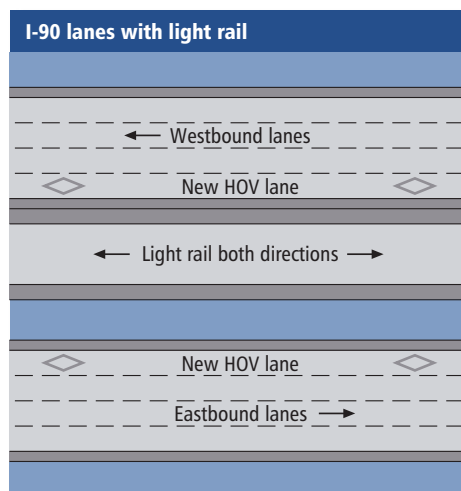 I-90 lanes with light rail
Westbound lanes
New HOV lane
Light rail both directions
New HOV lane
Eastbound lanes